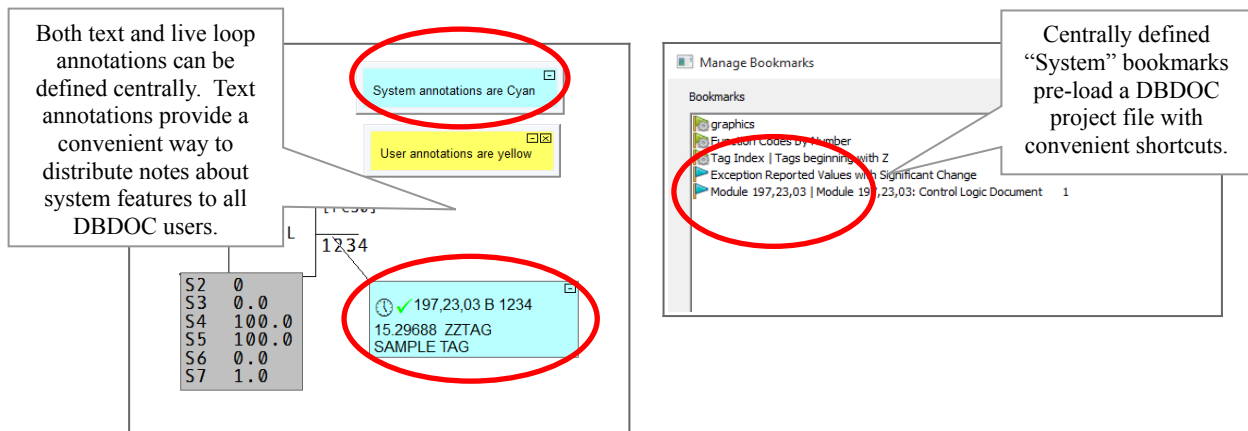 Both text and live loop
annotations can be
defined centrally.  Text
annotations provide a
convenient way to
distribute notes about
system features to all
DBDOC users.
System annotations are Cyan
User annotations are yellow
L
1234
S2 0
S3 0.0
S4 100.0
S5 100.0
S6 0.0
S7 1.0
197,23,03 B 1234
15.29688 ZZTAG
SAMPLE TAG
Manage Bookmarks
Bookmarks
graphics
Function Codes By Number
Tag Index | Tags beginning with Z
Exception Reported Values with Significant Change
Module 197,23,03 | Module 197,23,03: Control Logic Document 1
Centrally defined
“System” bookmarks
pre-load a DBDOC
project file with
convenient shortcuts.